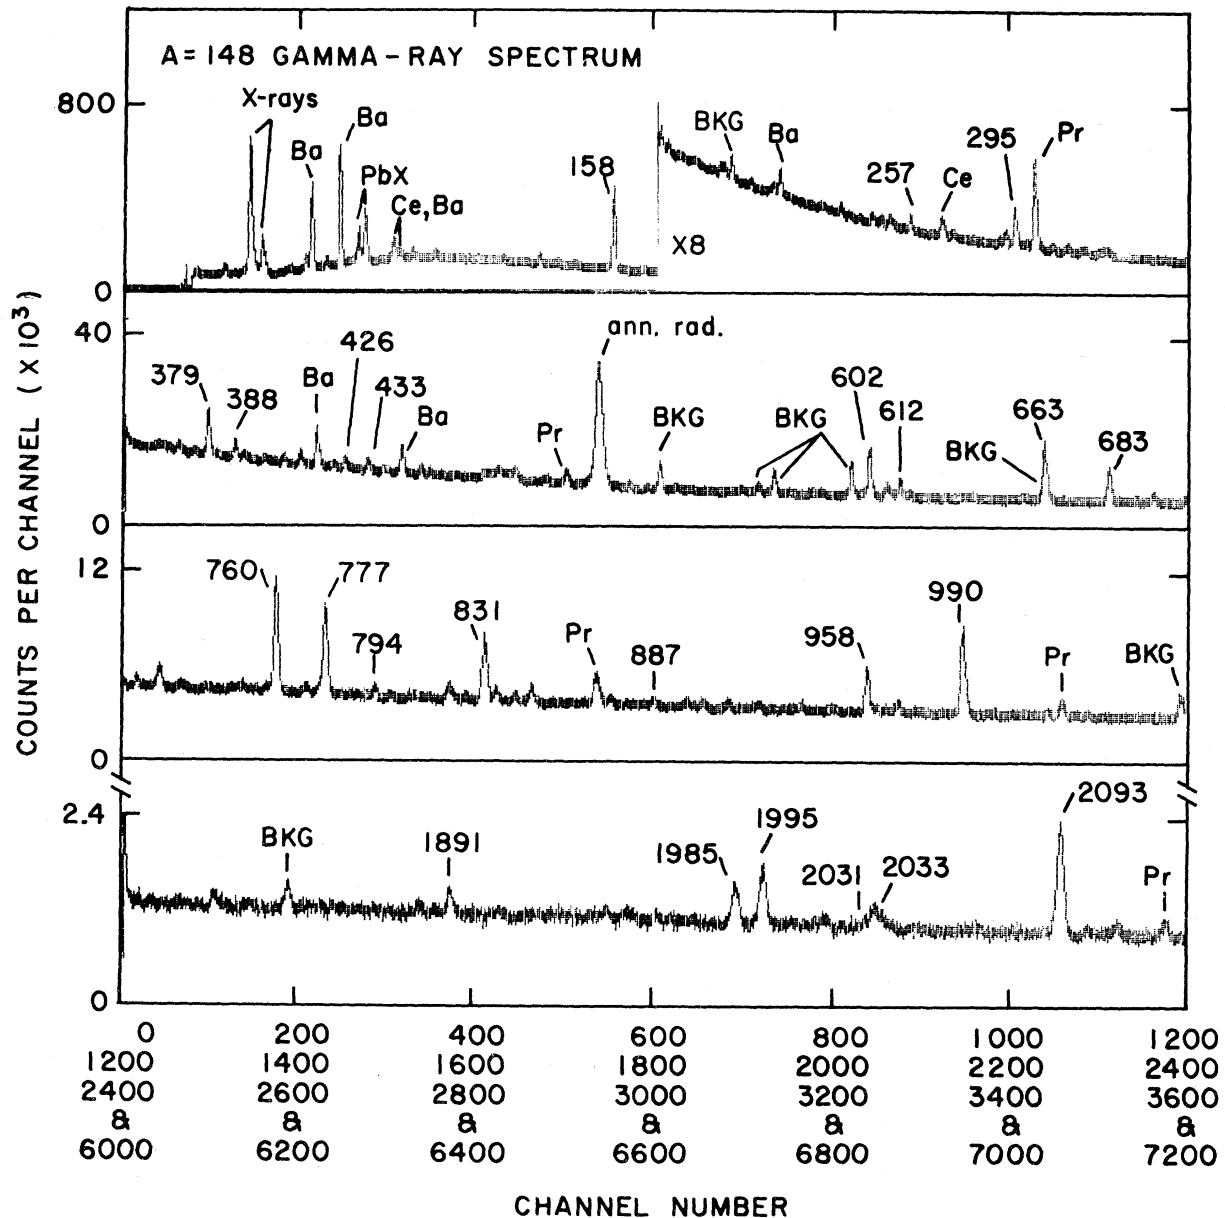 A=148 GAMMA-RAY SPECTRUM
800
X-rays
Ba
Ba
PbX
Ce,Ba
158
BKG
Ba
257
Ce
295
Pr
X8
0
40
379
388
Ba
426
433
Ba
Pr
ann. rad.
BKG
BKG
602
612
BKG
663
683
0
12
760
777
794
831
Pr
887
958
990
Pr
BKG
0
2.4
BKG
1891
1985
1995
2031
2033
2093
Pr
0
COUNTS PER CHANNEL (X10³)
0 200 400 600 800 1000 1200
1200 1400 1600 1800 2000 2200 2400
2400 2600 2800 3000 3200 3400 3600
& & & & & & &
6000 6200 6400 6600 6800 7000 7200
CHANNEL NUMBER